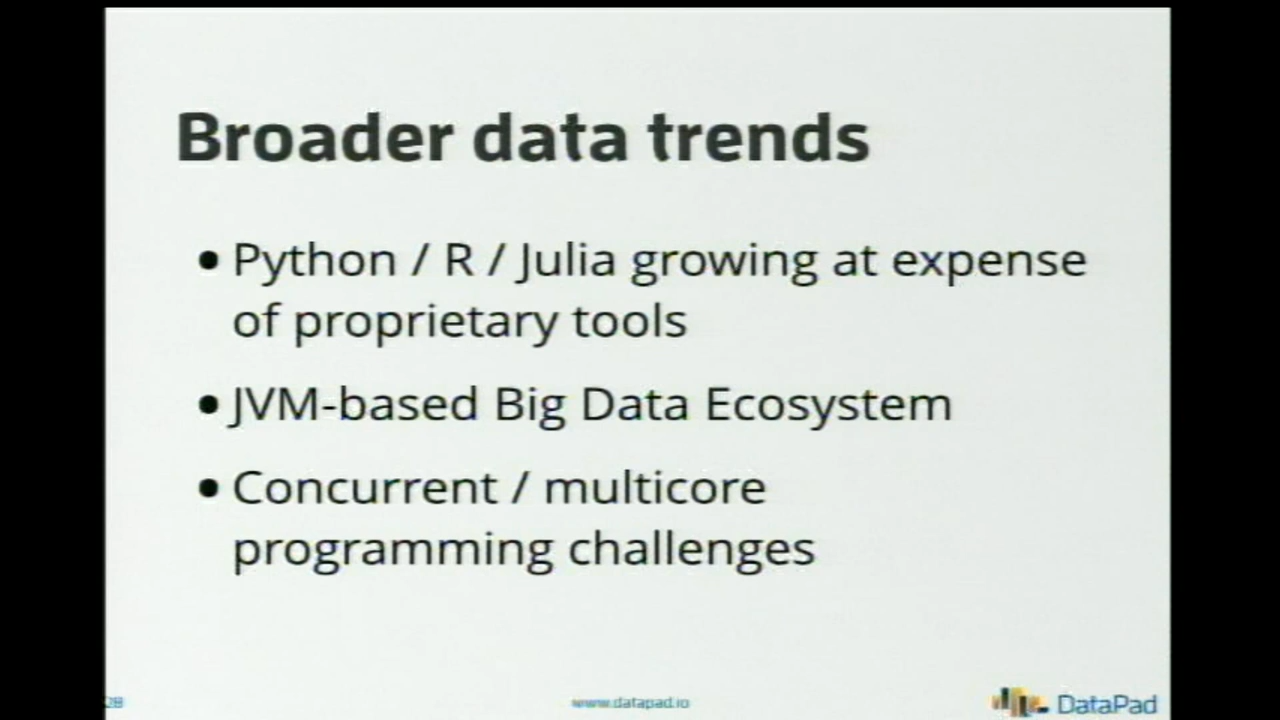 Broader data trends
• Python / R / Julia growing at expense
of proprietary tools
• JVM-based Big Data Ecosystem
• Concurrent / multicore
programming challenges
28
www.datapad.io
DataPad